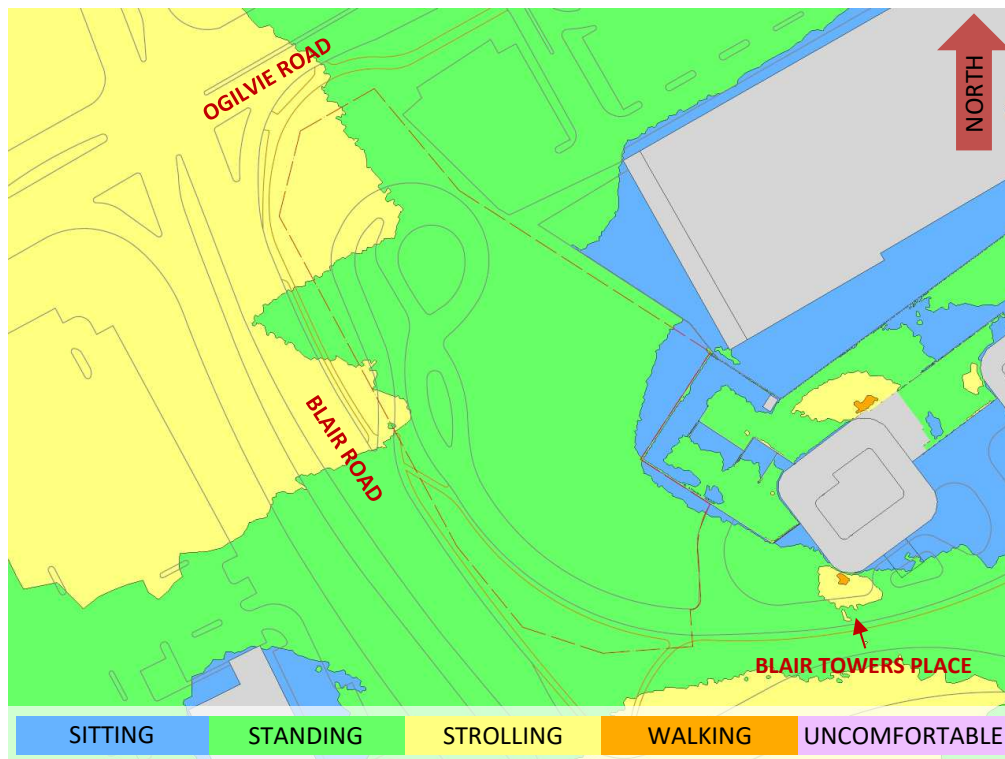 OGILVIE ROAD
NORTH
BLAIR ROAD
BLAIR TOWERS PLACE
SITTING
STANDING
STROLLING
WALKING
UNCOMFORTABLE